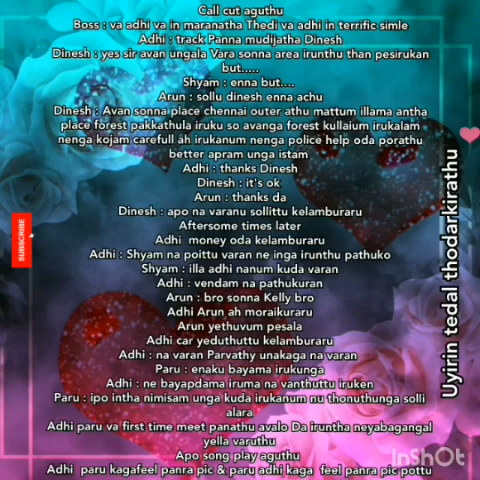 Call cut aguthu
Boss : va adhi va in maranatha Thedi va adhi in terrific simle
Adhi : track Panna mudijatha Dinesh
Dinesh : yes sir avan ungala Vara sonna area irunthu than pesirukan
but.....
Shyam : enna but....
Arun : sollu dinesh enna achu
Dinesh : Avan sonna place chennai outer athu mattum illama antha
place forest pakkathula iruku so avanga forest kullaium irukalam
nenga kojam carefull ah irukanum nenga police help oda porathu
better apram unga istam
Adhi : thanks Dinesh
Dinesh : it's ok
Arun : thanks da
Dinesh : apo na varanu sollittu kelamburaru
Aftersome times later
Adhi  money oda kelamburaru
Adhi : Shyam na poittu varan ne inga irunthu pathuko
Shyam : illa adhi nanum kuda varan
Adhi : vendam na pathukuran
Arun : bro sonna Kelly bro
Adhi Arun ah moraikuraru
Arun yethuvum pesala
Adhi car yeduthuttu kelamburaru
Adhi : na varan Parvathy unakaga na varan
Paru : enaku bayama irukunga
Adhi : ne bayapdama iruma na vanthuttu iruken
Paru : ipo intha nimisam unga kuda irukanum nu thonuthunga solli
alara
Adhi paru va first time meet panathu avalo Da iruntha neyabagangal
yella varuthu
Apo song play aguthu
Adhi  paru kagafeel panra pic & paru adhi kaga  feel panra pic pottu
SUBSCRIBE
Uyirin tedal thodarkirathu
InShOt